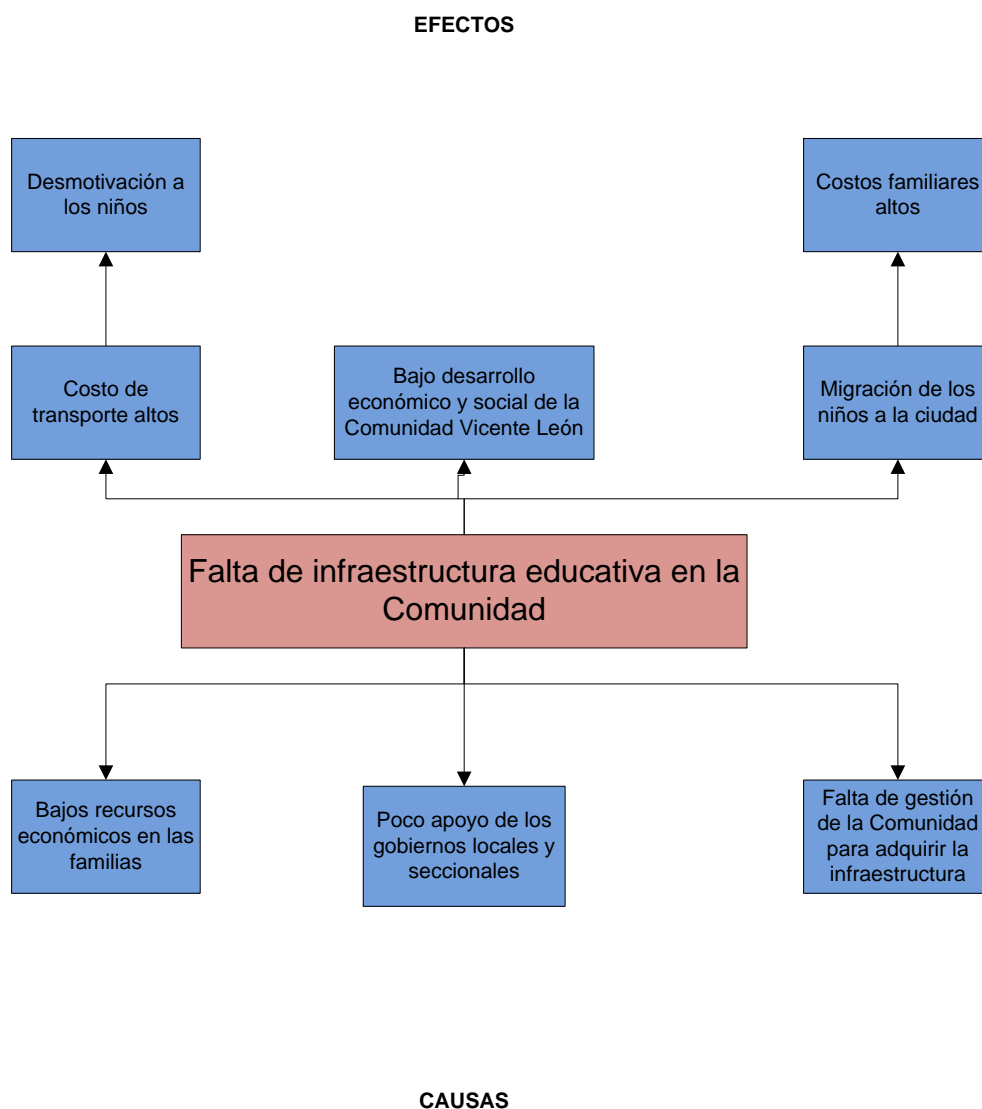 EFECTOS
Desmotivación a
los niños
Costos familiares
altos
Costo de
transporte altos
Bajo desarrollo
económico y social de la
Comunidad Vicente León
Migración de los
niños a la ciudad
Falta de infraestructura educativa en la
Comunidad
Bajos recursos
económicos en las
familias
Poco apoyo de los
gobiernos locales y
seccionales
Falta de gestión
de la Comunidad
para adquirir la
infraestructura
CAUSAS